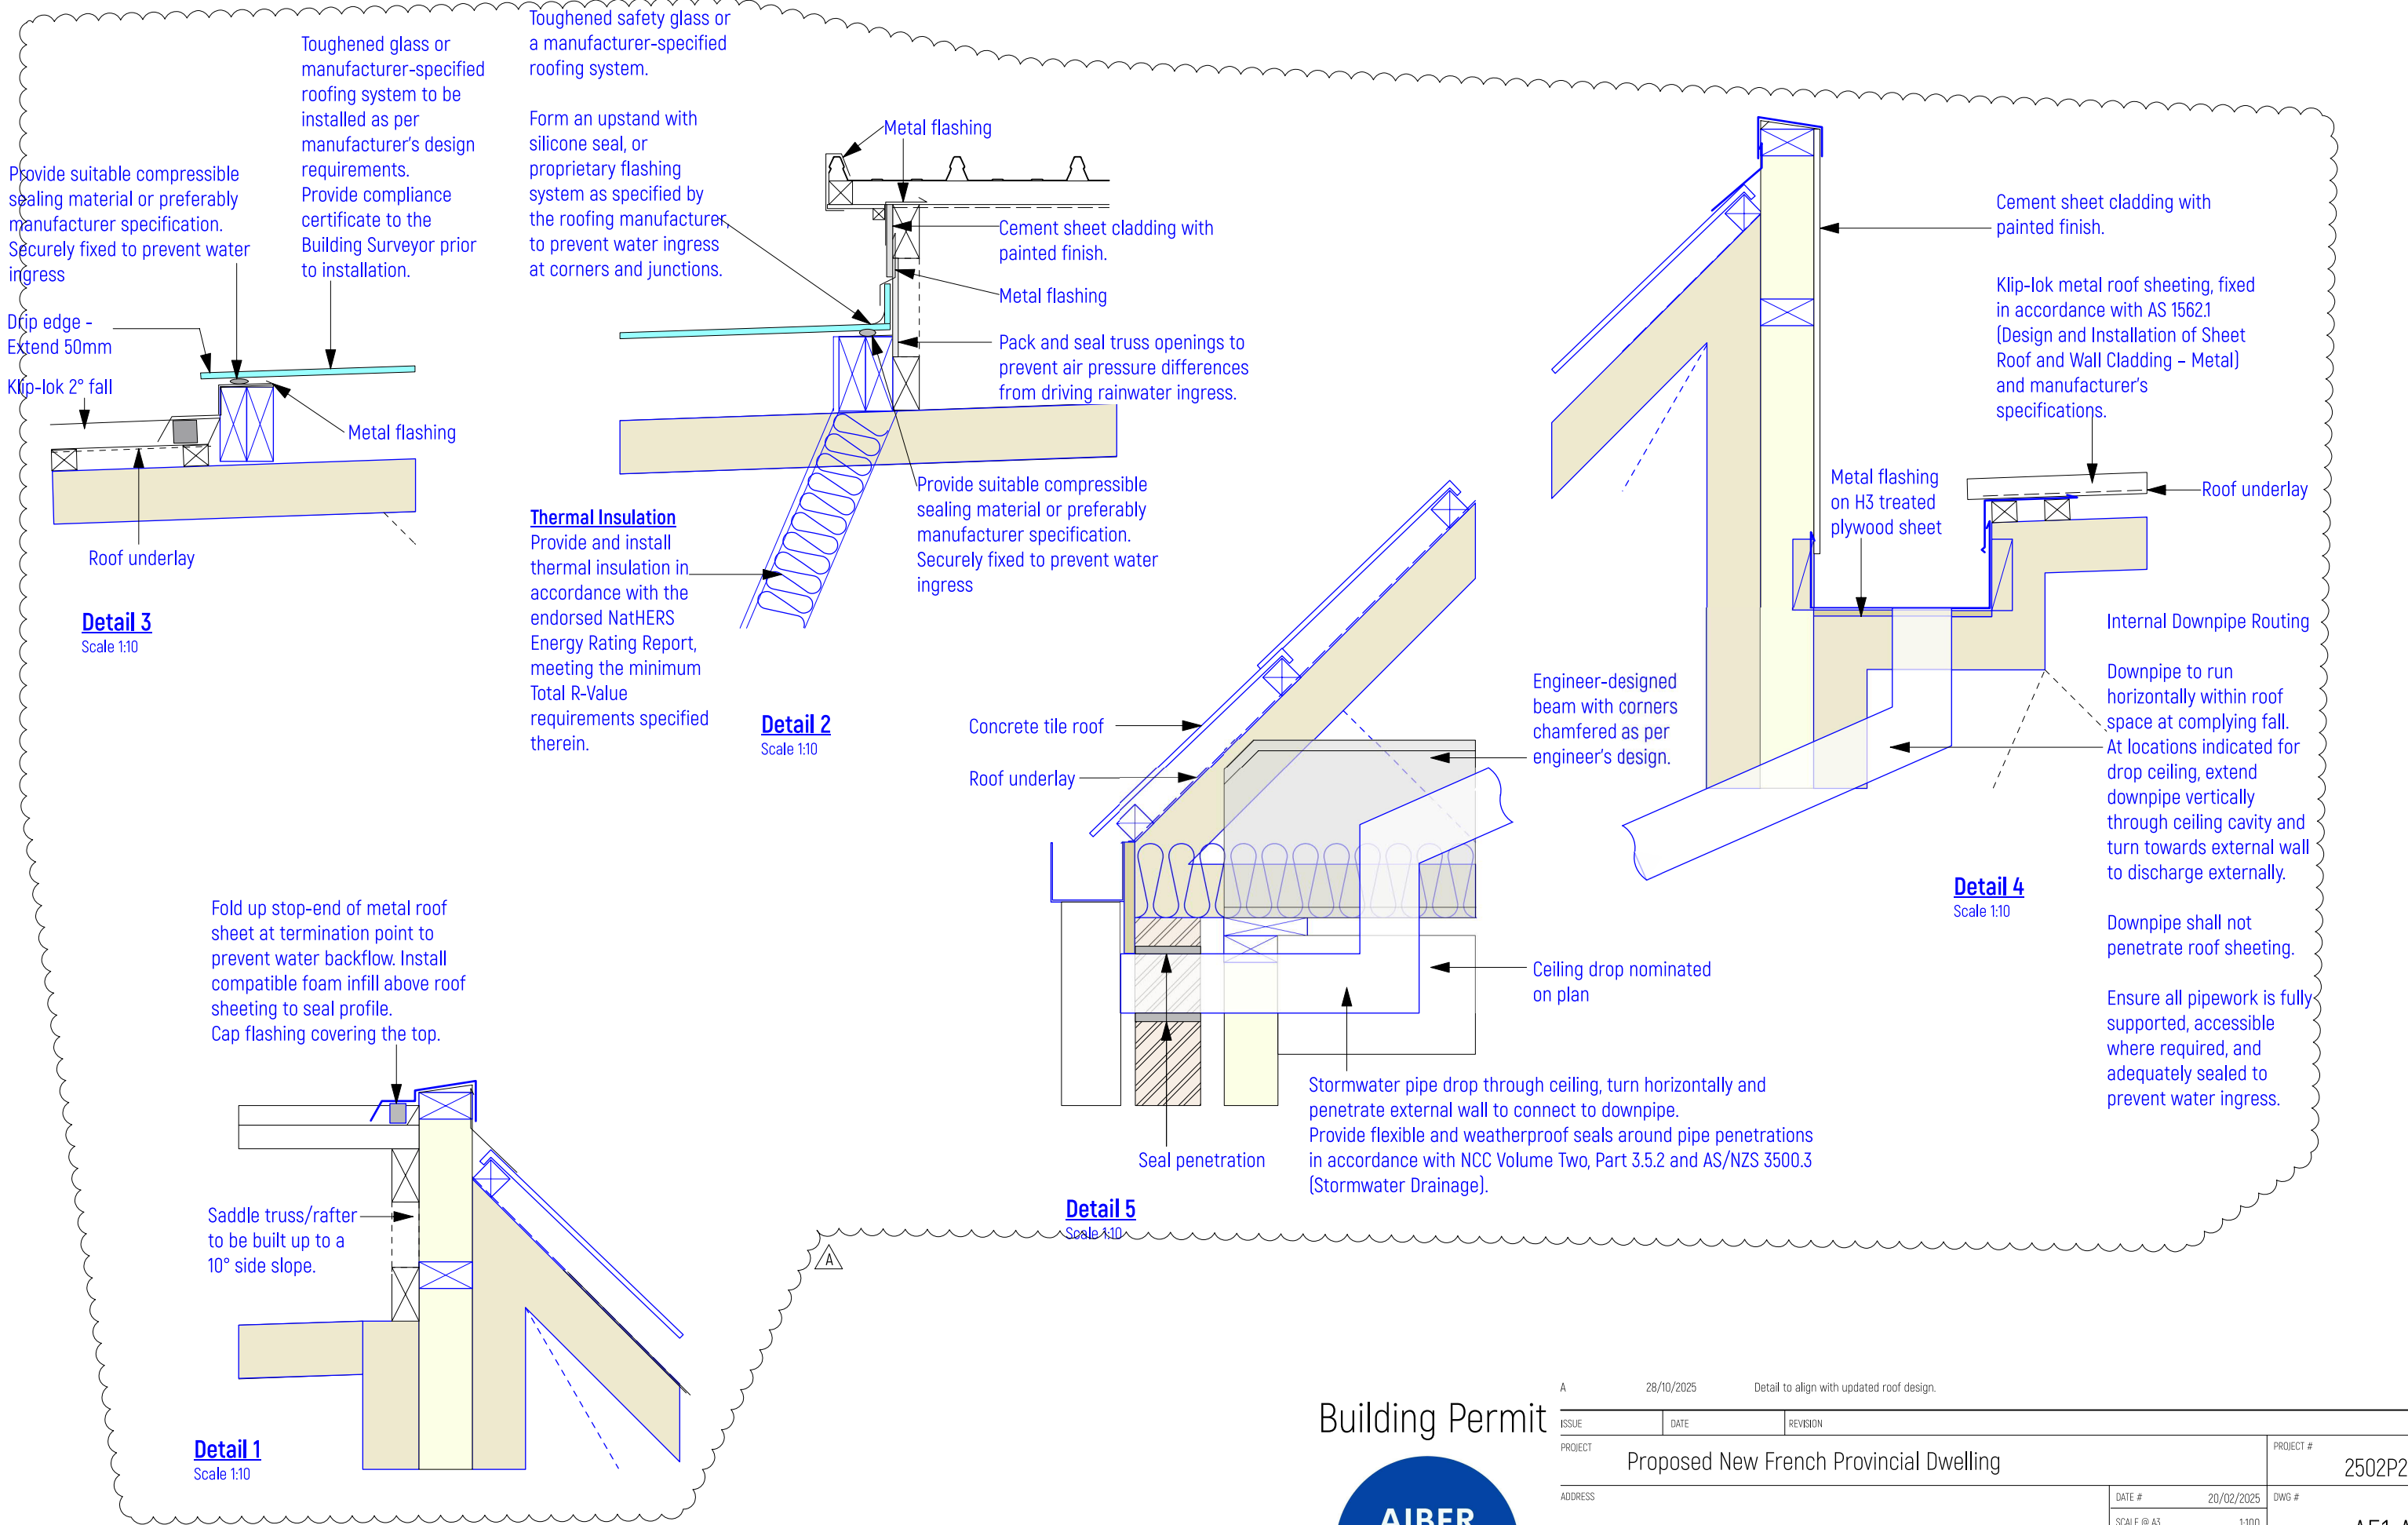 Toughened glass or
manufacturer-specified
roofing system to be
installed as per
manufacturer's design
requirements.
Provide compliance
certificate to the
Building Surveyor prior
to installation.
Provide suitable compressible
sealing material or preferably
manufacturer specification.
Securely fixed to prevent water
ingress
Drip edge -
Extend 50mm
Klip-lok 2° fall
Metal flashing
Roof underlay
Detail 3
Scale 1:10
Toughened safety glass or
a manufacturer-specified
roofing system.
Form an upstand with
silicone seal, or
proprietary flashing
system as specified by
the roofing manufacturer,
to prevent water ingress
at corners and junctions.
Metal flashing
Cement sheet cladding with
painted finish.
Metal flashing
Pack and seal truss openings to
prevent air pressure differences
from driving rainwater ingress.
Provide suitable compressible
sealing material or preferably
manufacturer specification.
Securely fixed to prevent water
ingress
Thermal Insulation
Provide and install
thermal insulation in
accordance with the
endorsed NatHERS
Energy Rating Report,
meeting the minimum
Total R-Value
requirements specified
therein.
Detail 2
Scale 1:10
Cement sheet cladding with
painted finish.
Klip-lok metal roof sheeting, fixed
in accordance with AS 1562.1
(Design and Installation of Sheet
Roof and Wall Cladding – Metal)
and manufacturer's
specifications.
Metal flashing
on H3 treated
plywood sheet
Roof underlay
Internal Downpipe Routing
Downpipe to run
horizontally within roof
space at complying fall.
At locations indicated for
drop ceiling, extend
downpipe vertically
through ceiling cavity and
turn towards external wall
to discharge externally.
Downpipe shall not
penetrate roof sheeting.
Ensure all pipework is fully
supported, accessible
where required, and
adequately sealed to
prevent water ingress.
Detail 4
Scale 1:10
Concrete tile roof
Roof underlay
Engineer-designed
beam with corners
chamfered as per
engineer's design.
Ceiling drop nominated
on plan
Stormwater pipe drop through ceiling, turn horizontally and
penetrate external wall to connect to downpipe.
Provide flexible and weatherproof seals around pipe penetrations
in accordance with NCC Volume Two, Part 3.5.2 and AS/NZS 3500.3
(Stormwater Drainage).
Seal penetration
Detail 5
Scale 1:10
A
Fold up stop-end of metal roof
sheet at termination point to
prevent water backflow. Install
compatible foam infill above roof
sheeting to seal profile.
Cap flashing covering the top.
Saddle truss/rafter
to be built up to a
10° side slope.
Detail 1
Scale 1:10
Building Permit
A 28/10/2025 Detail to align with updated roof design.
ISSUE DATE REVISION
PROJECT
Proposed New French Provincial Dwelling
PROJECT #
2502P2
ADDRESS
DATE # 20/02/2025
DWG #
SCALE @ A3 1:100
AIBER